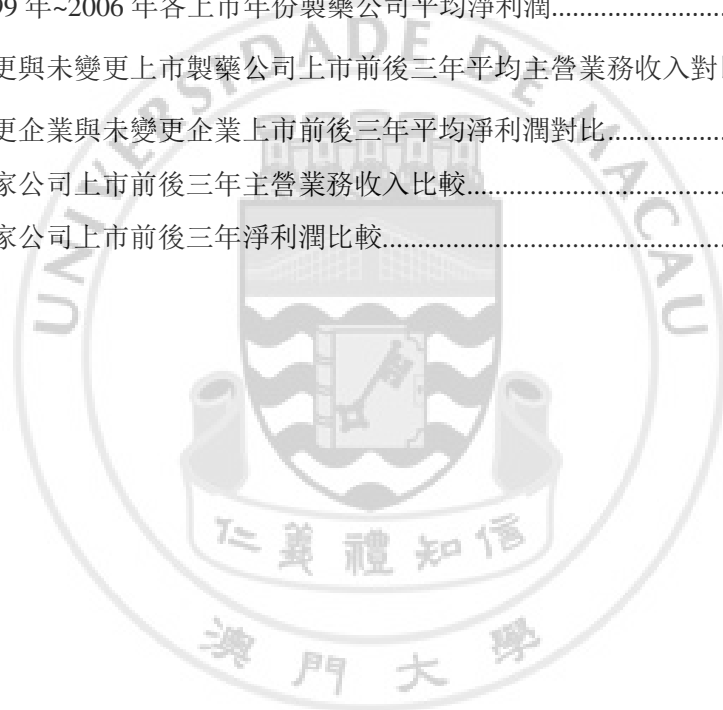 99 年~2006 年各上市年份製藥公司平均淨利潤........................
更與未變更上市製藥公司上市前後三年平均主營業務收入對比
更企業與未變更企業上市前後三年平均淨利潤對比..................
家公司上市前後三年主營業務收入比較........................................
家公司上市前後三年淨利潤比較.....................................................
UNIVERSIDADE DE MACAU
仁義禮知信
澳門大學